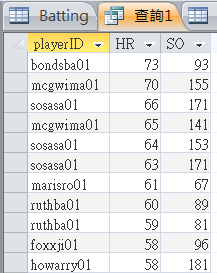 Batting 查詢1
playerID HR SO
bondsba01 73 93
mcgwima01 70 155
sosasa01 66 171
mcgwima01 65 141
sosasa01 64 153
sosasa01 63 171
marisro01 61 67
ruthba01 60 89
ruthba01 59 81
foxxji01 58 96
howarry01 58 181